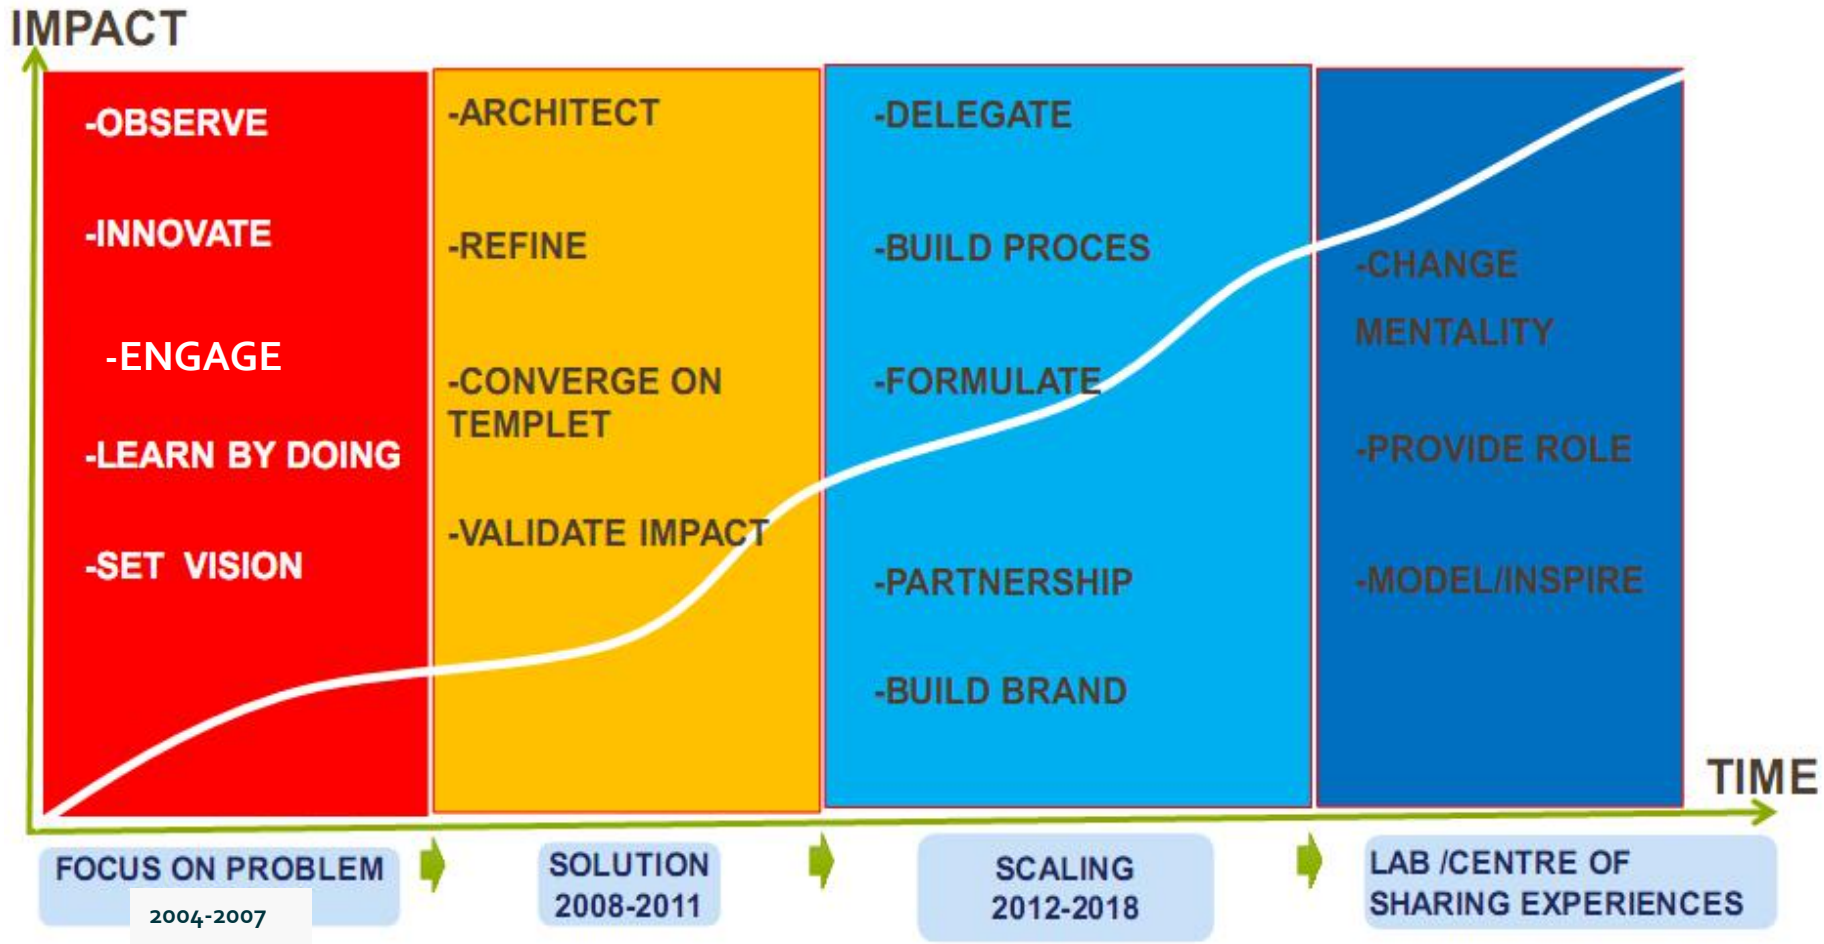 IMPACT
-OBSERVE
-INNOVATE
-ENGAGE
-LEARN BY DOING
-SET VISION
-ARCHITECT
-REFINE
-CONVERGE ON
TEMPLET
-VALIDATE IMPACT
-DELEGATE
-BUILD PROCES
-FORMULATE
-PARTNERSHIP
-BUILD BRAND
-CHANGE
MENTALITY
-PROVIDE ROLE
-MODEL/INSPIRE
TIME
FOCUS ON PROBLEM
2004-2007
SOLUTION
2008-2011
SCALING
2012-2018
LAB /CENTRE OF
SHARING EXPERIENCES